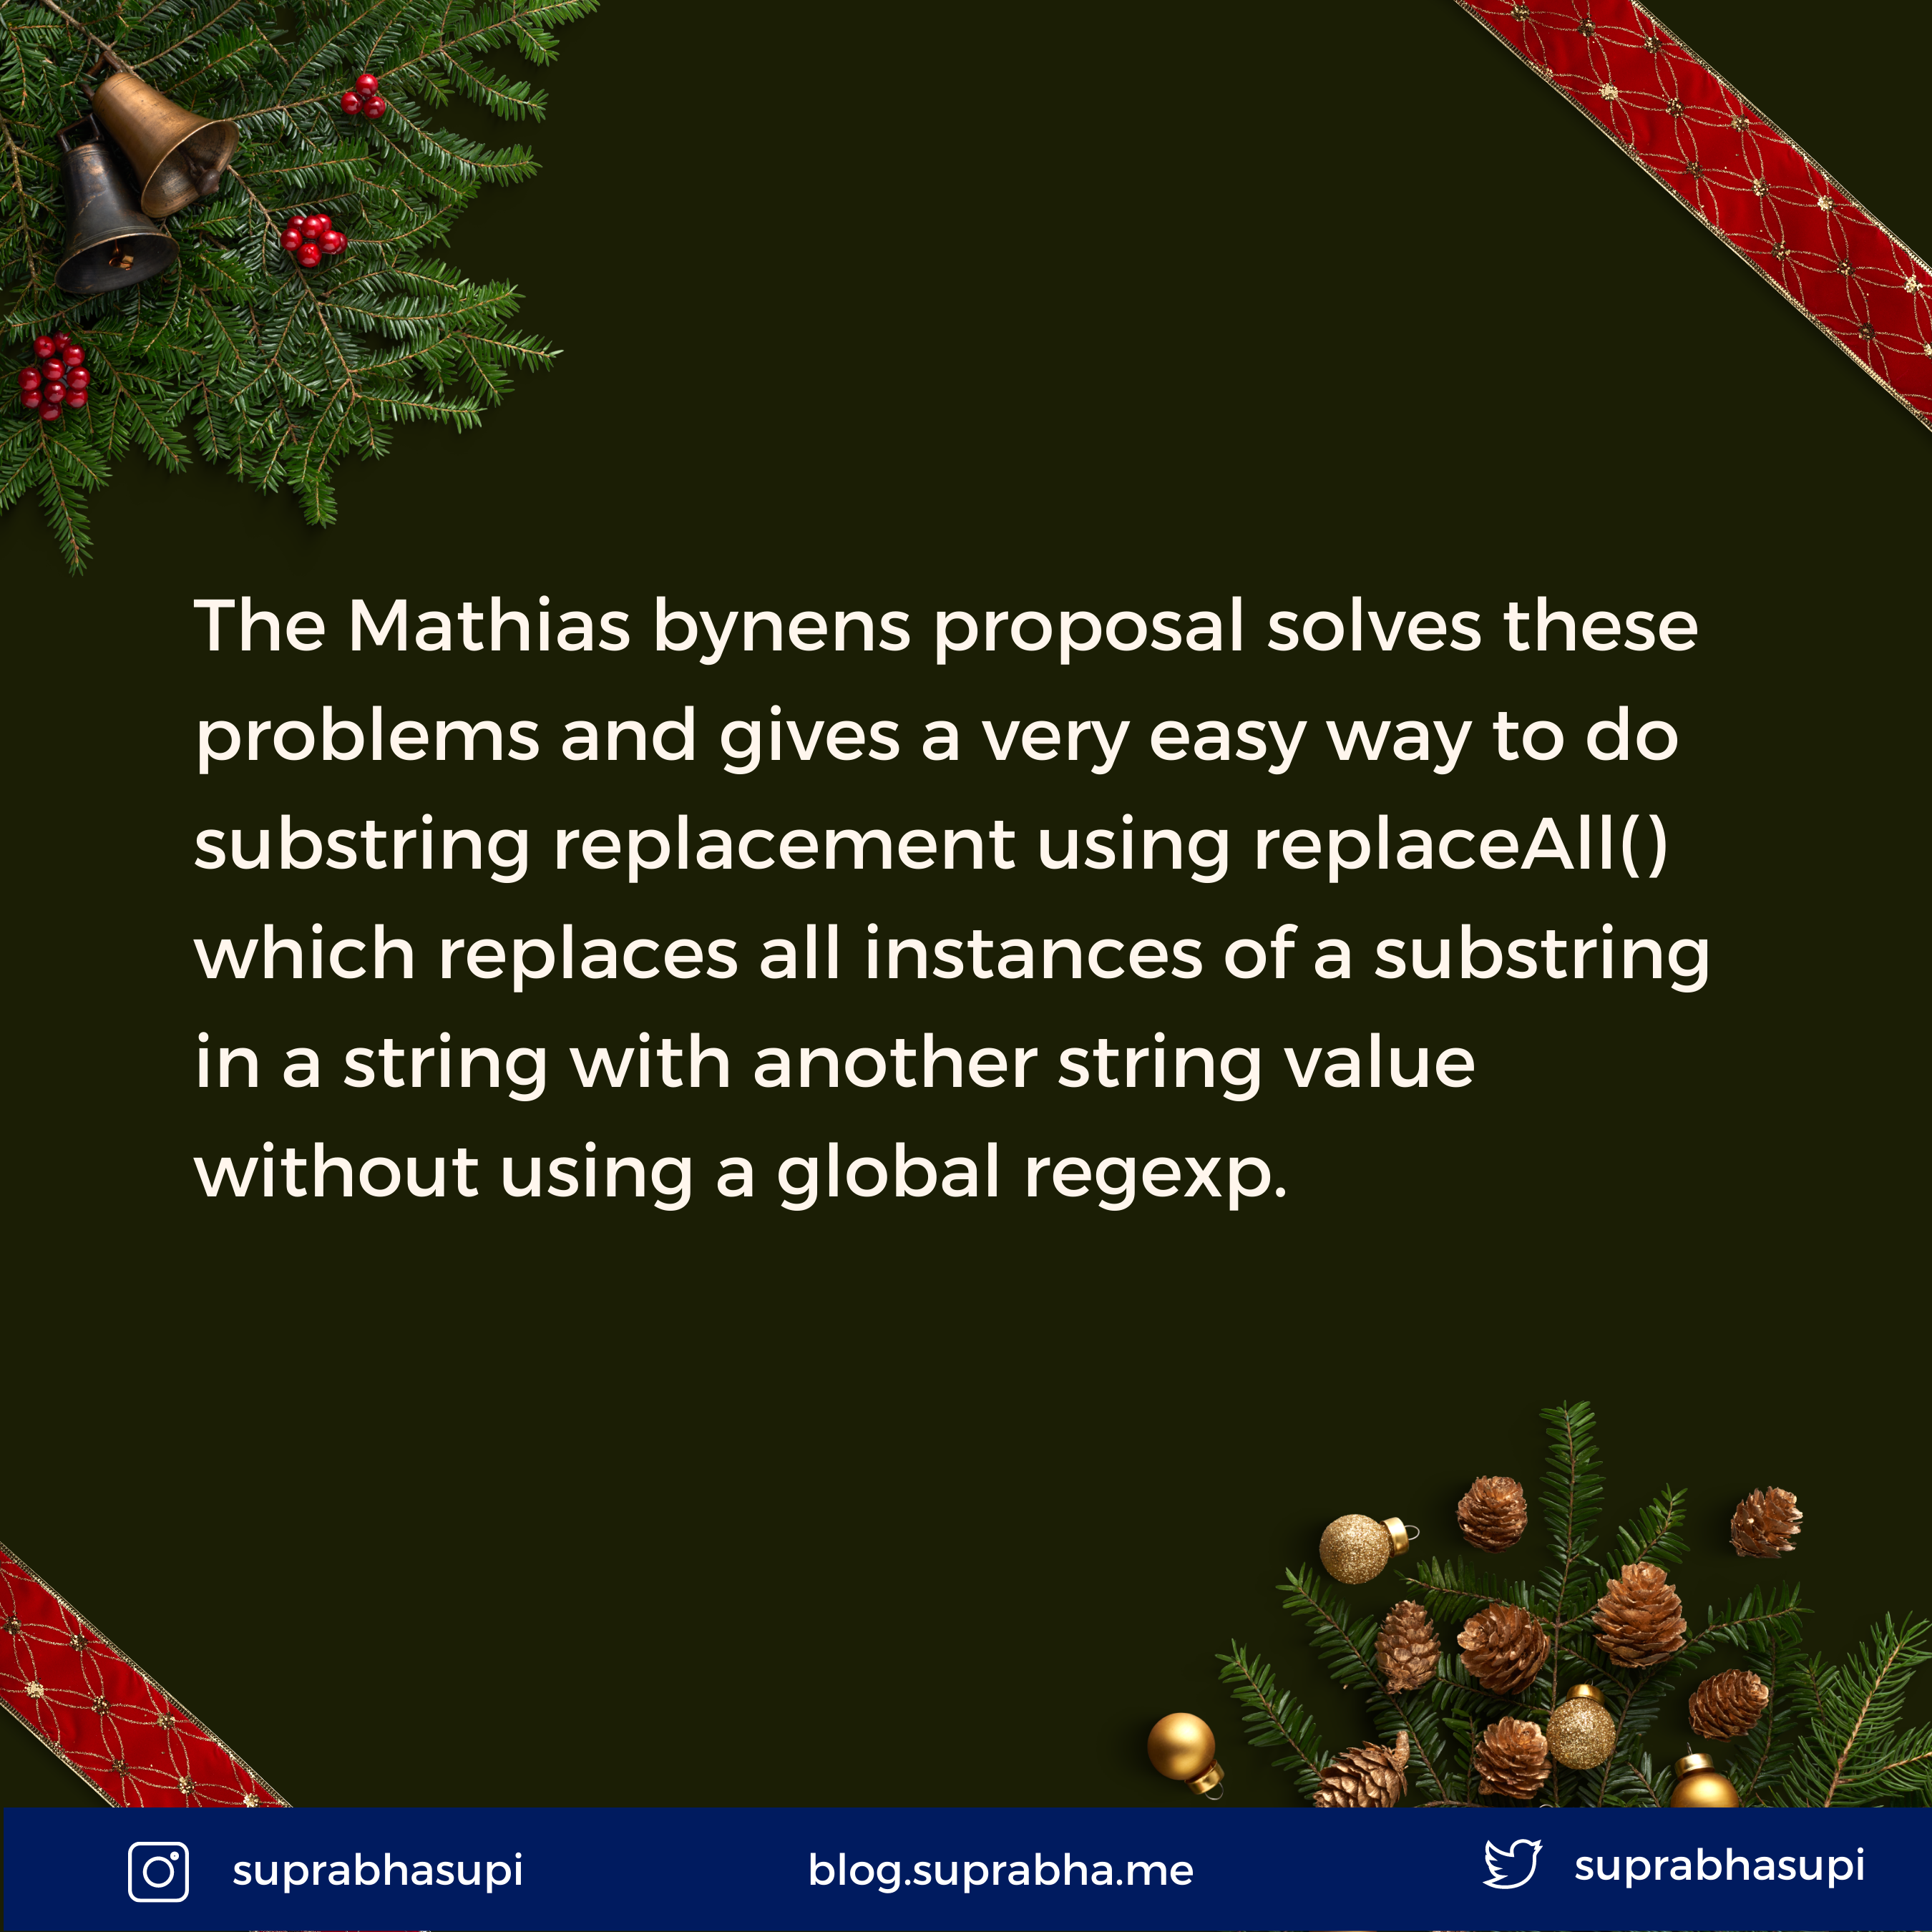 The Mathias bynens proposal solves these
problems and gives a very easy way to do
substring replacement using replaceAll()
which replaces all instances of a substring
in a string with another string value
without using a global regexp.
suprabhasupi
blog.suprabha.me
suprabhasupi